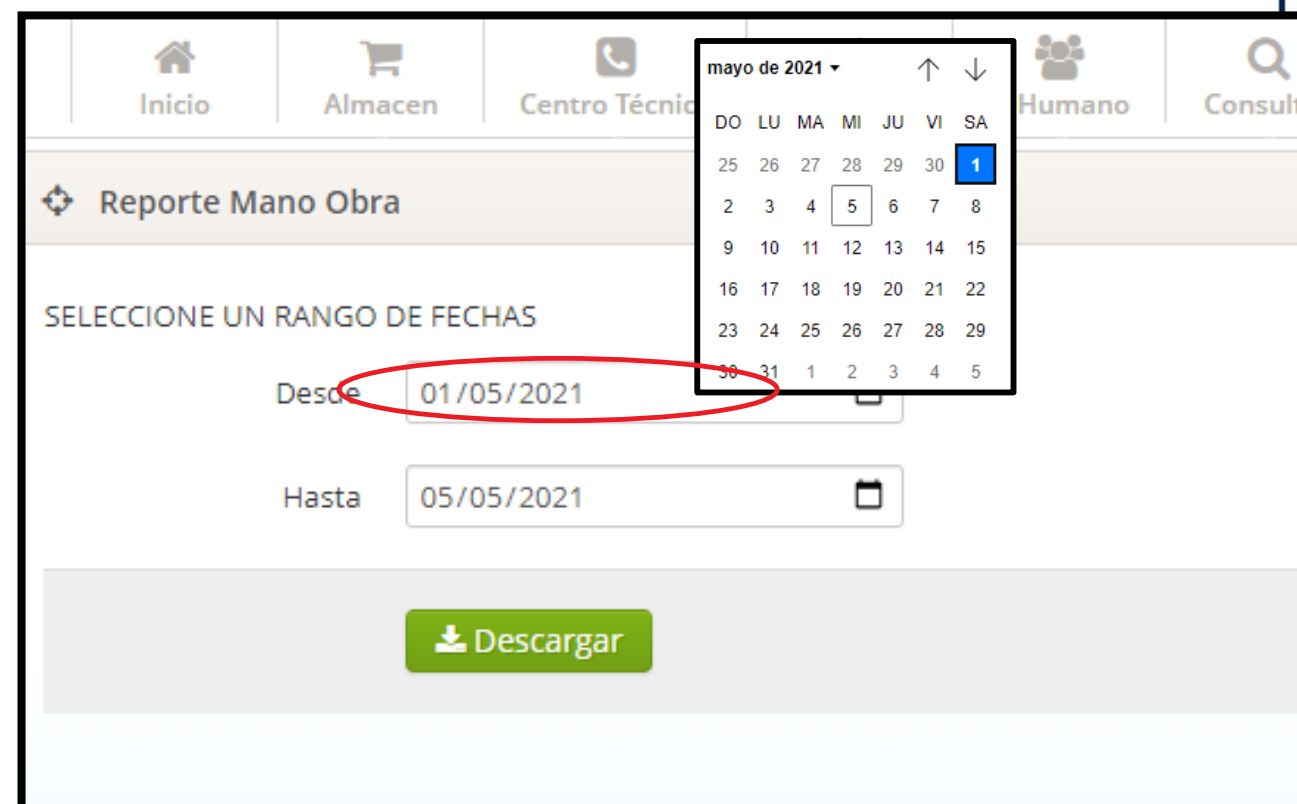 Inicio
Almacen
Centro Técnic
Humano
Consult
mayo de 2021
DO LU MA MI JU VI SA
25 26 27 28 29 30 1
2 3 4 5 6 7 8
9 10 11 12 13 14 15
16 17 18 19 20 21 22
23 24 25 26 27 28 29
30 31 1 2 3 4 5
Reporte Mano Obra
SELECCIONE UN RANGO DE FECHAS
Desde 01/05/2021
Hasta 05/05/2021
Descargar